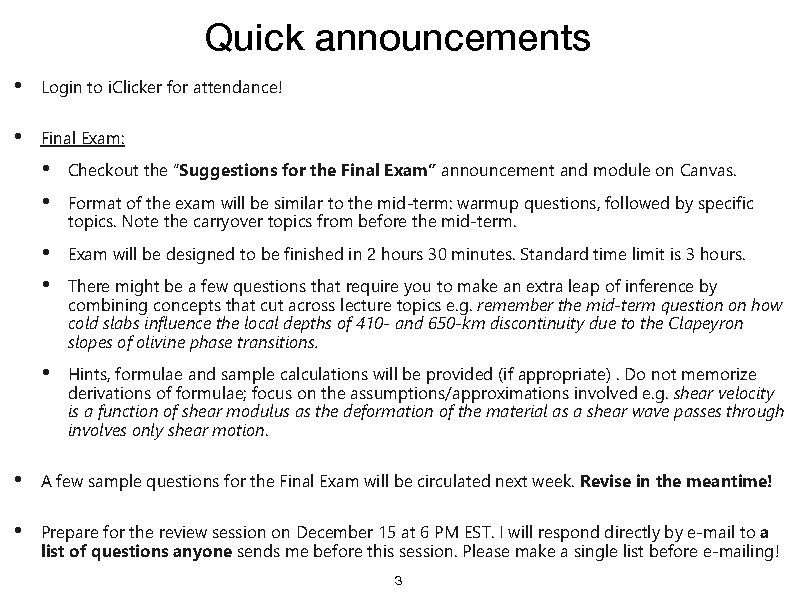 Quick announcements
• Login to iClicker for attendance!
• Final Exam:
• Checkout the “Suggestions for the Final Exam” announcement and module on Canvas.
• Format of the exam will be similar to the mid-term: warmup questions, followed by specific
topics. Note the carryover topics from before the mid-term.
• Exam will be designed to be finished in 2 hours 30 minutes. Standard time limit is 3 hours.
• There might be a few questions that require you to make an extra leap of inference by
combining concepts that cut across lecture topics e.g. remember the mid-term question on how
cold slabs influence the local depths of 410- and 650-km discontinuity due to the Clapeyron
slopes of olivine phase transitions.
• Hints, formulae and sample calculations will be provided (if appropriate) . Do not memorize
derivations of formulae; focus on the assumptions/approximations involved e.g. shear velocity
is a function of shear modulus as the deformation of the material as a shear wave passes through
involves only shear motion.
• A few sample questions for the Final Exam will be circulated next week. Revise in the meantime!
• Prepare for the review session on December 15 at 6 PM EST. I will respond directly by e-mail to a
list of questions anyone sends me before this session. Please make a single list before e-mailing!
3